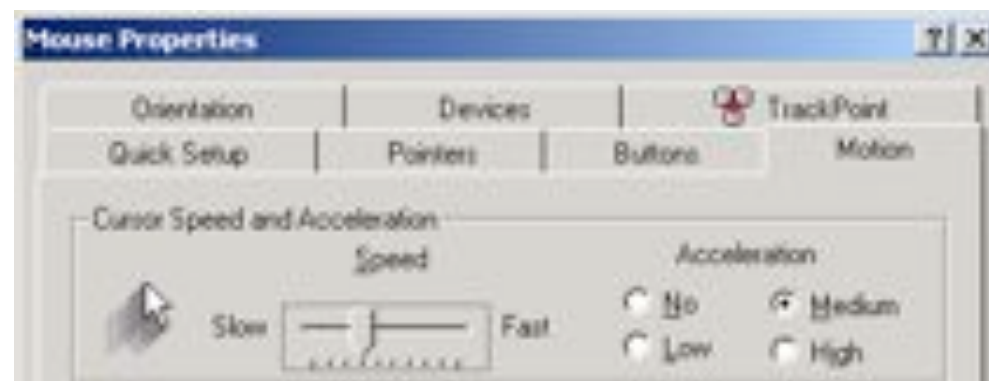 Mouse Properties
Orientation Devices TrackPoint
Quick Setup Pointers Buttons Motion
Cursor Speed and Acceleration
Speed Acceleration
Slow Fast No Medium
Low High